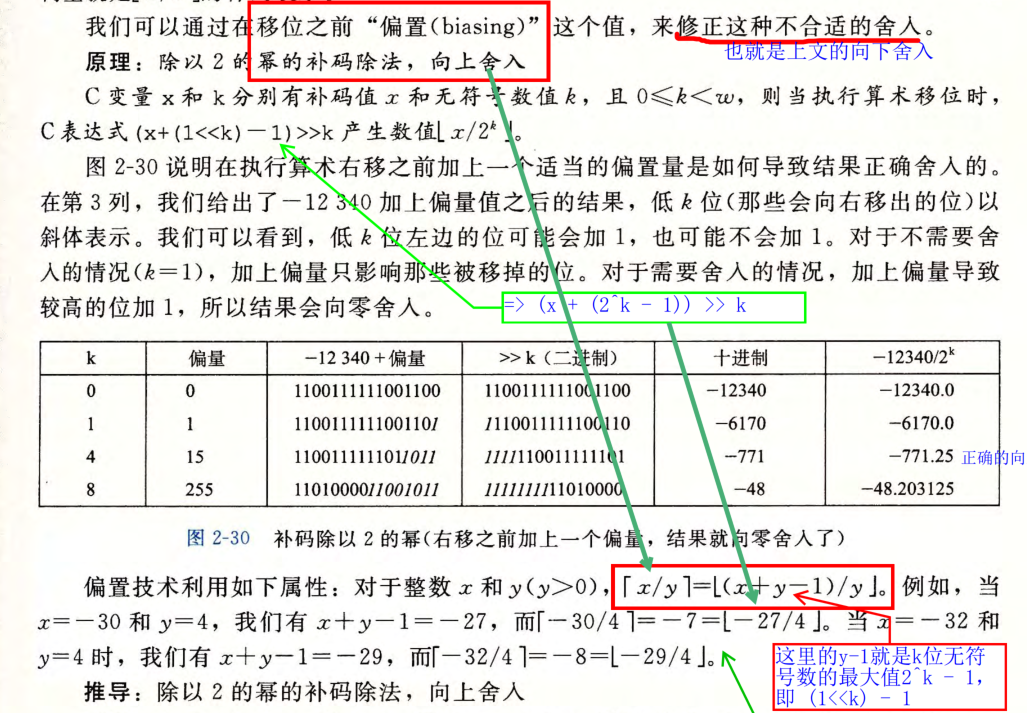 我们可以通过在移位之前“偏置(biasing)”这个值，来修正这种不合适的舍入。
也就是上文的向下舍入
原理：除以 2 的幂的补码除法，向上舍入
C 变量 x 和 k 分别有补码值 x 和无符号数值 k，且 0≤k<w，则当执行算术移位时，
C 表达式 (x+(1<<k)−1)>>k 产生数值⌊x/2^k⌋。
图 2-30 说明在执行算术右移之前加上一个适当的偏置量是如何导致结果正确舍入的。
在第 3 列，我们给出了−12 340 加上偏量值之后的结果，低 k 位(那些会向右移出的位)以
斜体表示。我们可以看到，低 k 位左边的位可能会加 1，也可能不会加 1。对于不需要舍
入的情况(k=1)，加上偏量只影响那些被移掉的位。对于需要舍入的情况，加上偏量导致
较高的位加 1，所以结果会向零舍入。
=> (x + (2^k - 1)) >> k
k 偏量 −12 340+偏量 >> k（二进制） 十进制 −12340/2^k
0 0 1100111111001100 1100111111001100 −12340 −12340.0
1 1 1100111111001101 1110011111100110 −6170 −6170.0
4 15 1100111111011011 1111110011111101 −771 −771.25 正确的向
8 255 1101000011001011 1111111111010000 −48 −48.203125
图 2-30 补码除以 2 的幂(右移之前加上一个偏量，结果就向零舍入了)
偏置技术利用如下属性：对于整数 x 和 y(y>0)，⌈x/y⌉=⌊(x+y−1)/y⌋。例如，当
x=−30 和 y=4，我们有 x+y−1=−27，而⌈−30/4⌉=−7=⌊−27/4⌋。当 x=−32 和
y=4 时，我们有 x+y−1=−29，而⌈−32/4⌉=−8=⌊−29/4⌋。
这里的y-1就是k位无符
号数的最大值2^k - 1，
即 (1<<k) - 1
推导：除以 2 的幂的补码除法，向上舍入